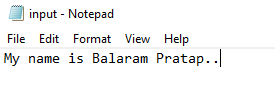 input - Notepad
File Edit Format View Help
My name is Balaram Pratap..